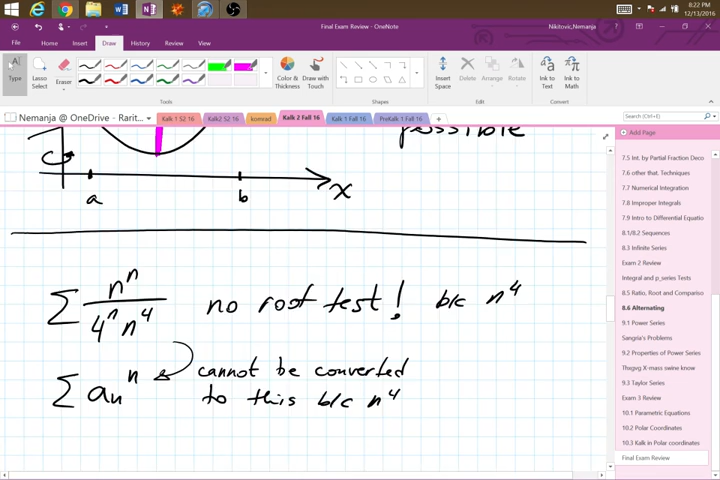 8:22 PM
12/13/2016
Final Exam Review - OneNote
Nikitovic, Nemanja
File Home Insert Draw History Review View
Type
Lasso Select
Eraser
Color & Thickness
Draw with Touch
Insert Space
Delete
Arrange
Rotate
Ink to Text
Ink to Math
Tools Shapes Edit Convert
Nemanja @ OneDrive - Rarit...
Kalk 1 S2 16
Kalk2 S2 16
komrad
Kalk 2 Fall 16
Kalk 1 Fall 16
PreKalk 1 Fall 16
Search (Ctrl+E)
Add Page
possible
a b x
∑ n^n / 4^n n^4 no root test! b/c n^4
∑ a_n^n cannot be converted
to this b/c n^4
7.5 Int. by Partial Fraction Deco
7.6 other that. Techniques
7.7 Numerical Integration
7.8 Improper Integrals
7.9 Intro to Differential Equatio
8.1/8.2 Sequences
8.3 Infinite Series
Exam 2 Review
Integral and p_series Tests
8.5 Ratio, Root and Compariso
8.6 Alternating
9.1 Power Series
Sangria's Problems
9.2 Properties of Power Series
Thsgvg X-mass swine know
9.3 Taylor Series
Exam 3 Review
10.1 Parametric Equations
10.2 Polar Coordinates
10.3 Kalk in Polar coordinates
Final Exam Review